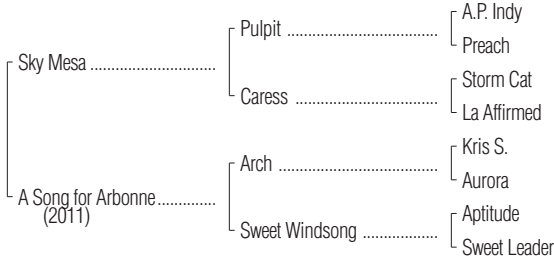 A.P. Indy
Pulpit ................................
Preach
Sky Mesa ..............................
Storm Cat
Caress ..............................
La Affirmed
Kris S.
Arch ...................................
Aurora
A Song for Arbonne..............
(2011)
Aptitude
Sweet Windsong ..................
Sweet Leader